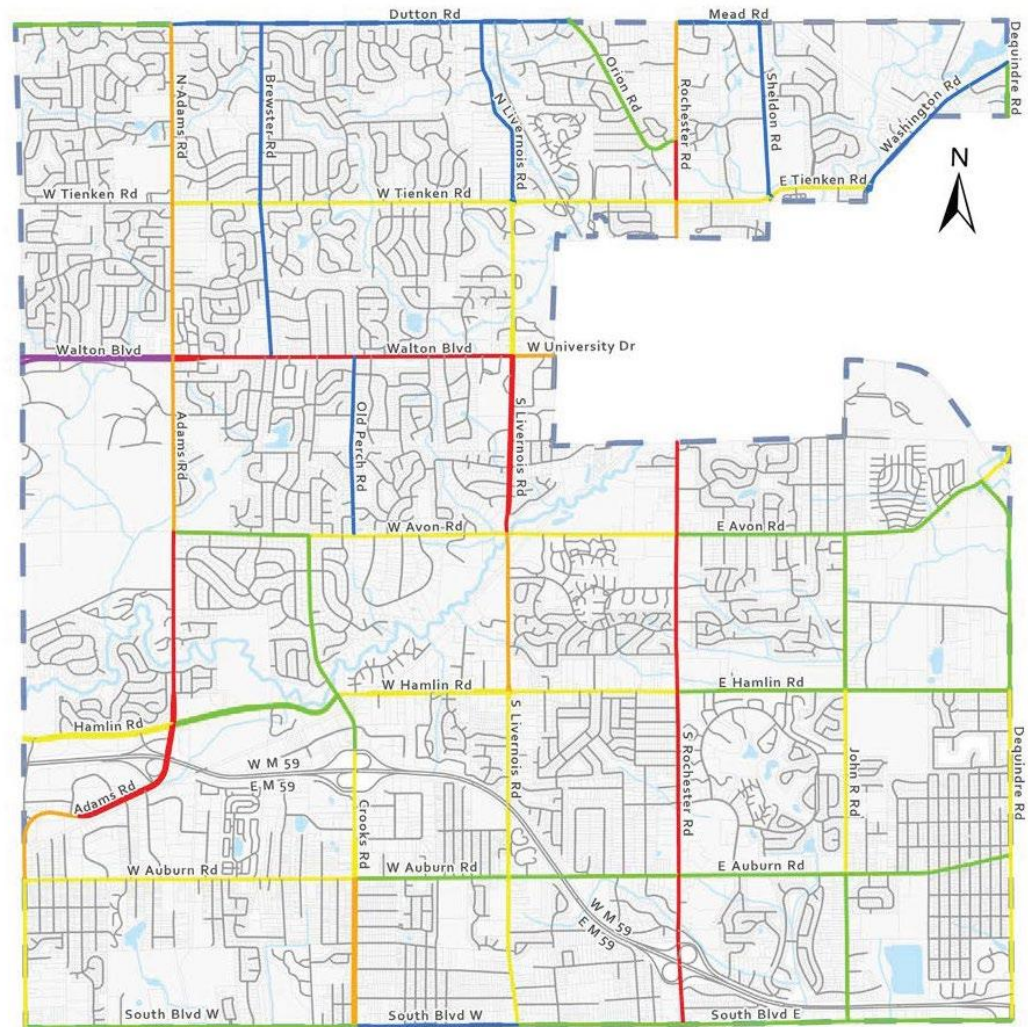 Dutton Rd
Mead Rd
Dequindre Rd
N Adams Rd
Brewster Rd
N Livernois Rd
Orion Rd
Rochester Rd
Sheldon Rd
Washington Rd
N
W Tienken Rd
W Tienken Rd
E Tienken Rd
Walton Blvd
Walton Blvd
W University Dr
Adams Rd
Old Perch Rd
S Livernois Rd
W Avon Rd
E Avon Rd
W Hamlin Rd
E Hamlin Rd
Hamlin Rd
S Livernois Rd
S Rochester Rd
John R Rd
Dequindre Rd
W M 59
E M 59
Adams Rd
Crooks Rd
W Auburn Rd
W Auburn Rd
E Auburn Rd
W M 59
E M 59
South Blvd W
South Blvd W
South Blvd E